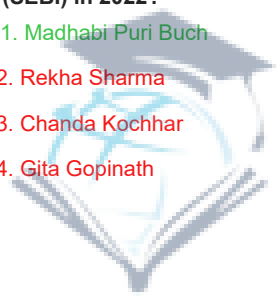 (SEBI) in 2022?
1. Madhabi Puri Buch
2. Rekha Sharma
3. Chanda Kochhar
4. Gita Gopinath